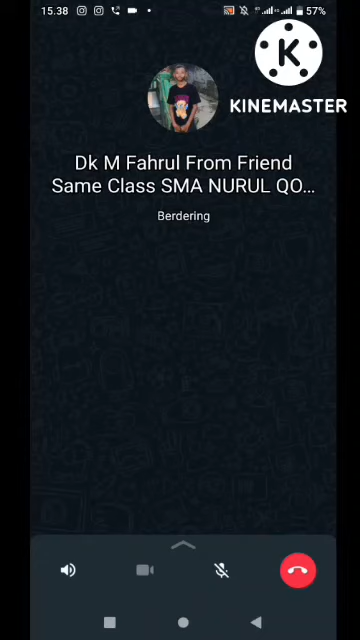 15.38
57%
K
KINEMASTER
Dk M Fahrul From Friend
Same Class SMA NURUL QO...
Berdering